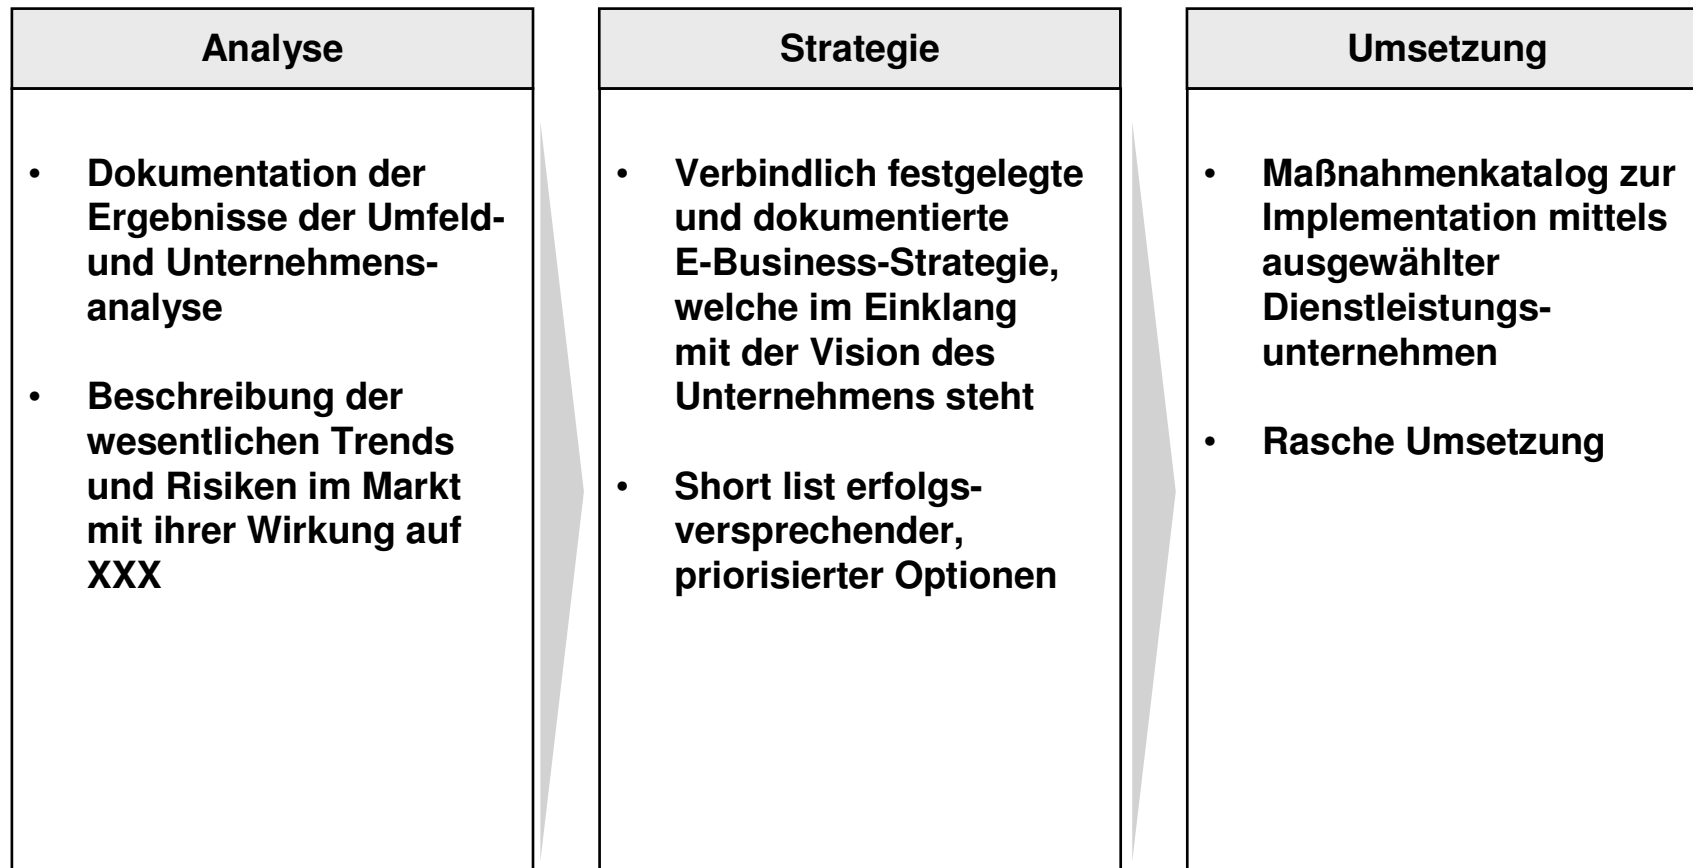 Analyse
• Dokumentation der
Ergebnisse der Umfeld-
und Unternehmens-
analyse
• Beschreibung der
wesentlichen Trends
und Risiken im Markt
mit ihrer Wirkung auf
XXX
Strategie
• Verbindlich festgelegte
und dokumentierte
E-Business-Strategie,
welche im Einklang
mit der Vision des
Unternehmens steht
• Short list erfolgs-
versprechender,
priorisierter Optionen
Umsetzung
• Maßnahmenkatalog zur
Implementation mittels
ausgewählter
Dienstleistungs-
unternehmen
• Rasche Umsetzung